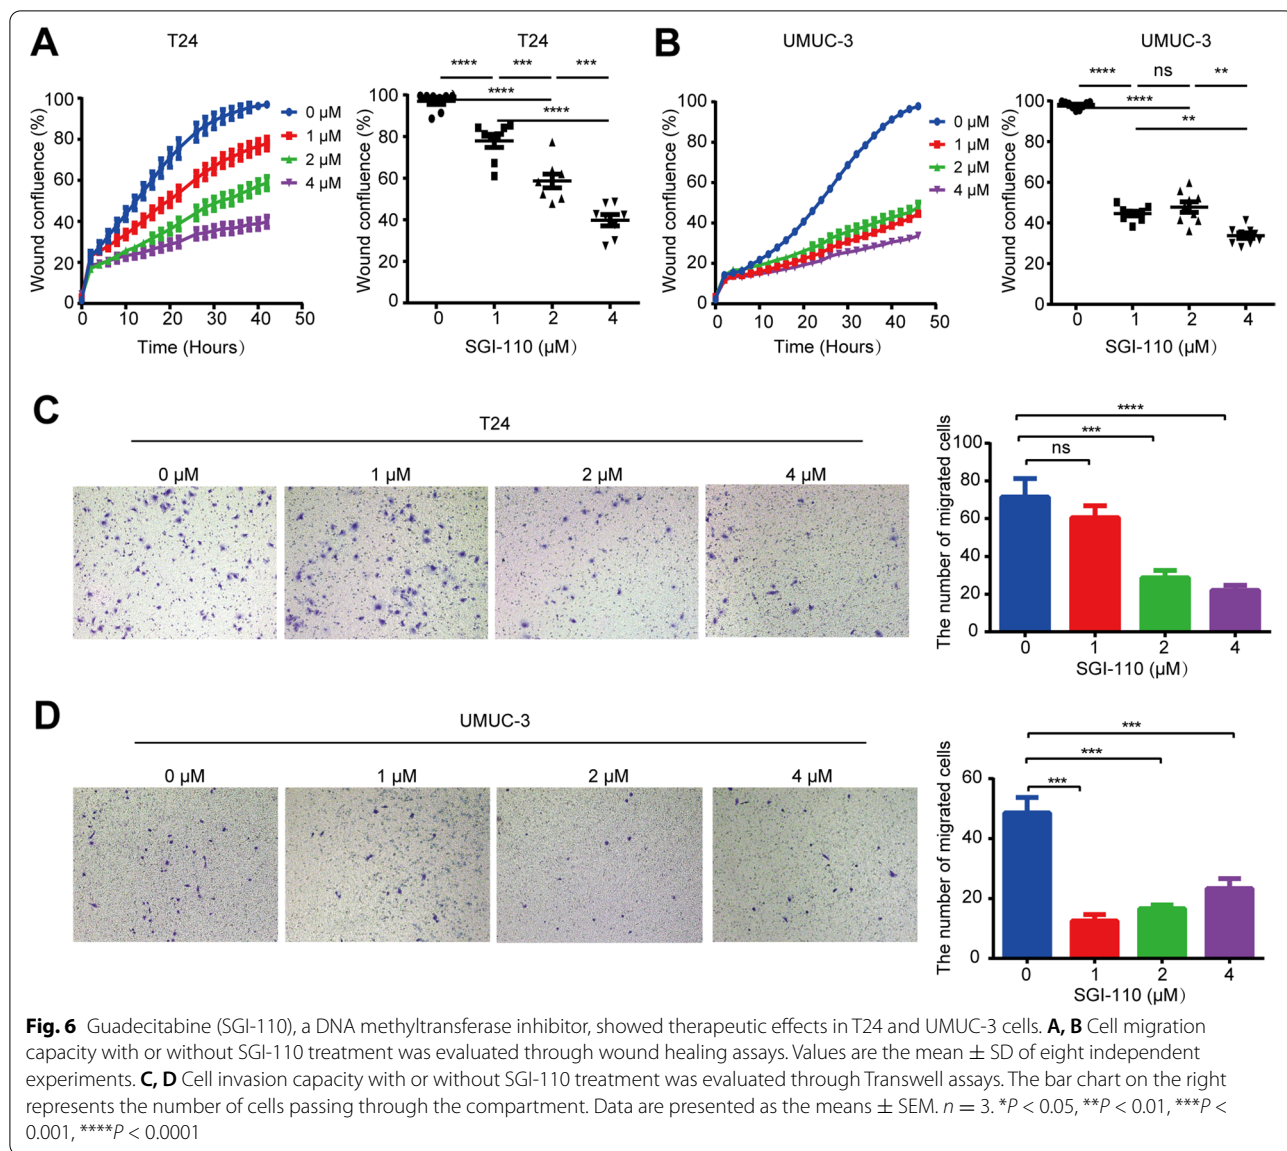 A
T24
Wound confluence (%)
100
80
60
40
20
0
0 10 20 30 40 50
Time (Hours)
0 µM
1 µM
2 µM
4 µM
T24
**** *** ***
****
****
Wound confluence (%)
100
80
60
40
20
0
0 1 2 4
SGI-110 (µM)
B
UMUC-3
Wound confluence (%)
100
80
60
40
20
0
0 10 20 30 40 50
Time (Hours)
0 µM
1 µM
2 µM
4 µM
UMUC-3
**** ns **
****
**
Wound confluence (%)
100
80
60
40
20
0
0 1 2 4
SGI-110 (µM)
C
T24
0 µM 1 µM 2 µM 4 µM
****
***
ns
The number of migrated cells
100
80
60
40
20
0
0 1 2 4
SGI-110 (µM)
D
UMUC-3
0 µM 1 µM 2 µM 4 µM
***
***
***
The number of migrated cells
60
40
20
0
0 1 2 4
SGI-110 (µM)
Fig. 6 Guadecitabine (SGI-110), a DNA methyltransferase inhibitor, showed therapeutic effects in T24 and UMUC-3 cells. A, B Cell migration
capacity with or without SGI-110 treatment was evaluated through wound healing assays. Values are the mean ± SD of eight independent
experiments. C, D Cell invasion capacity with or without SGI-110 treatment was evaluated through Transwell assays. The bar chart on the right
represents the number of cells passing through the compartment. Data are presented as the means ± SEM. n = 3. *P < 0.05, **P < 0.01, ***P <
0.001, ****P < 0.0001